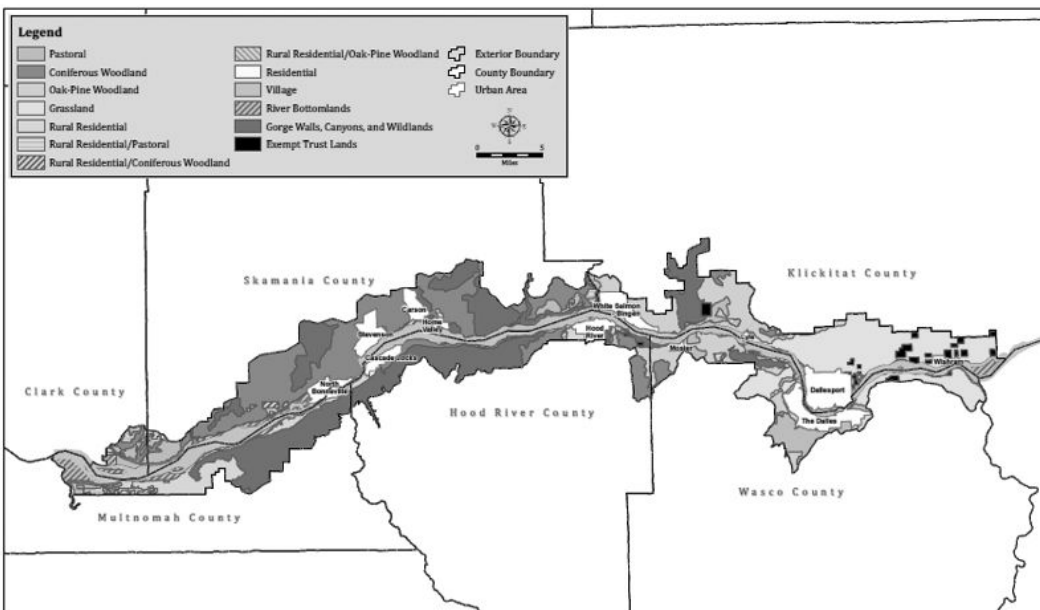 Legend
Pastoral
Coniferous Woodland
Oak-Pine Woodland
Grassland
Rural Residential
Rural Residential/Pastoral
Rural Residential/Coniferous Woodland
Rural Residential/Oak-Pine Woodland
Residential
Village
River Bottomlands
Gorge Walls, Canyons, and Wildlands
Exempt Trust Lands
Exterior Boundary
County Boundary
Urban Area
0 5
Miles
Skamania County
Klickitat County
Carson
White Salmon
Bingen
Home
Valley
Stevenson
Hood
River
Mosier
Cascade Locks
Wishram
North
Bonneville
Dallesport
Clark County
Hood River County
The Dalles
Wasco County
Multnomah County